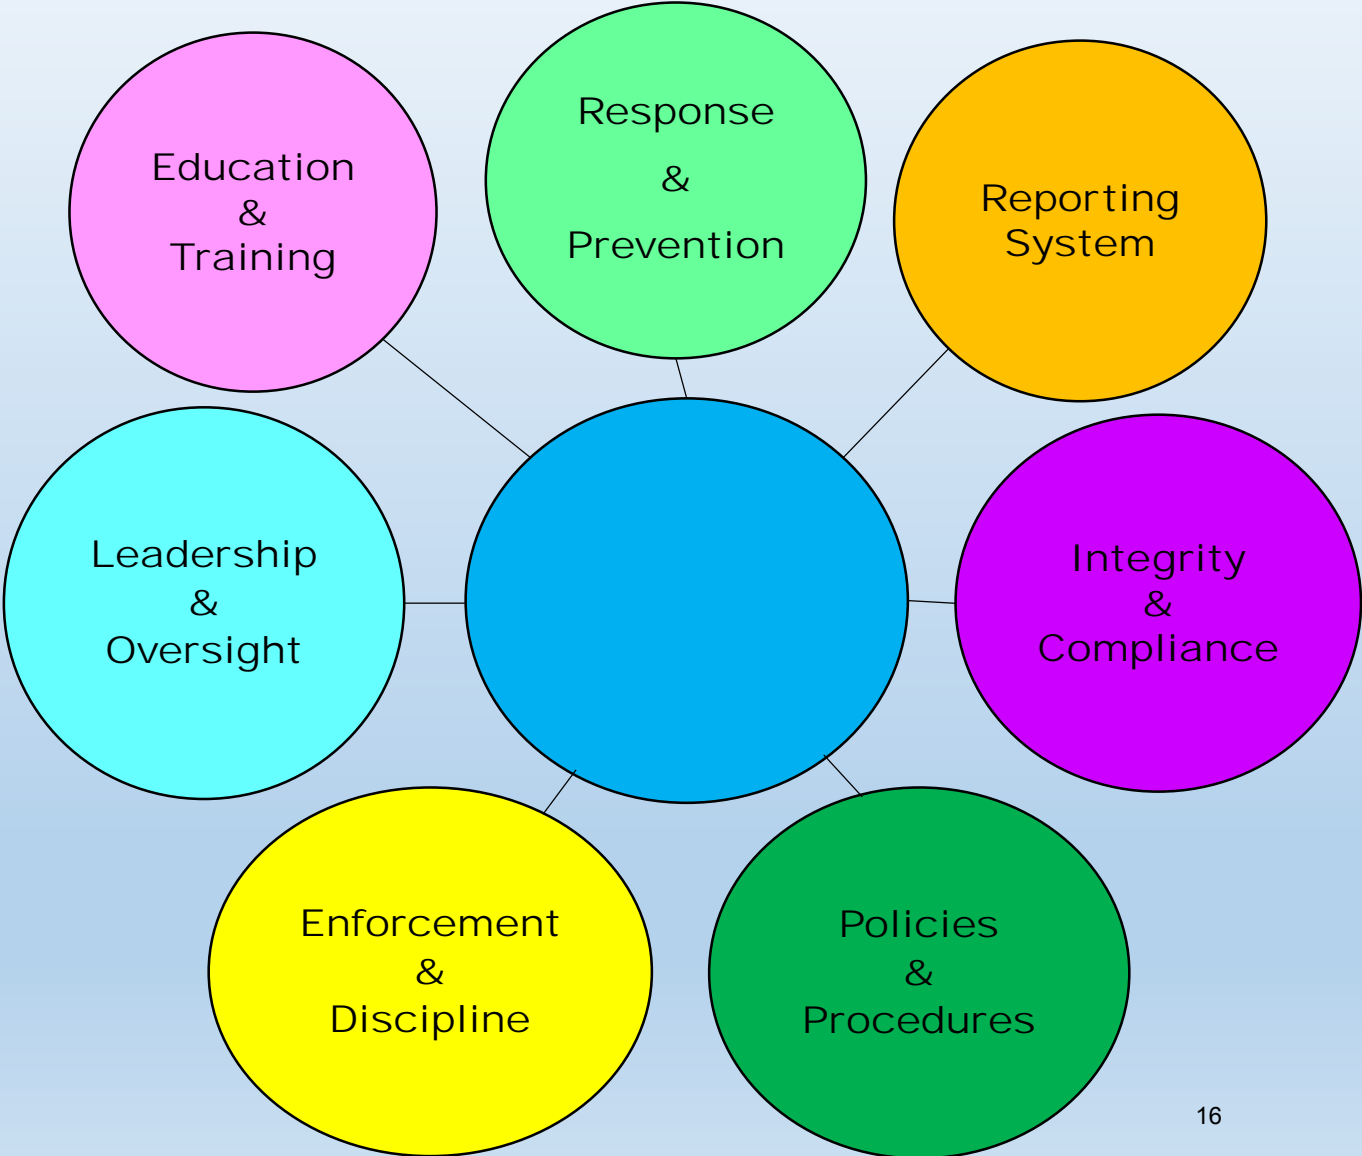 Education
&
Training
Response
&
Prevention
Reporting
System
Leadership
&
Oversight
Integrity
&
Compliance
Enforcement
&
Discipline
Policies
&
Procedures
16